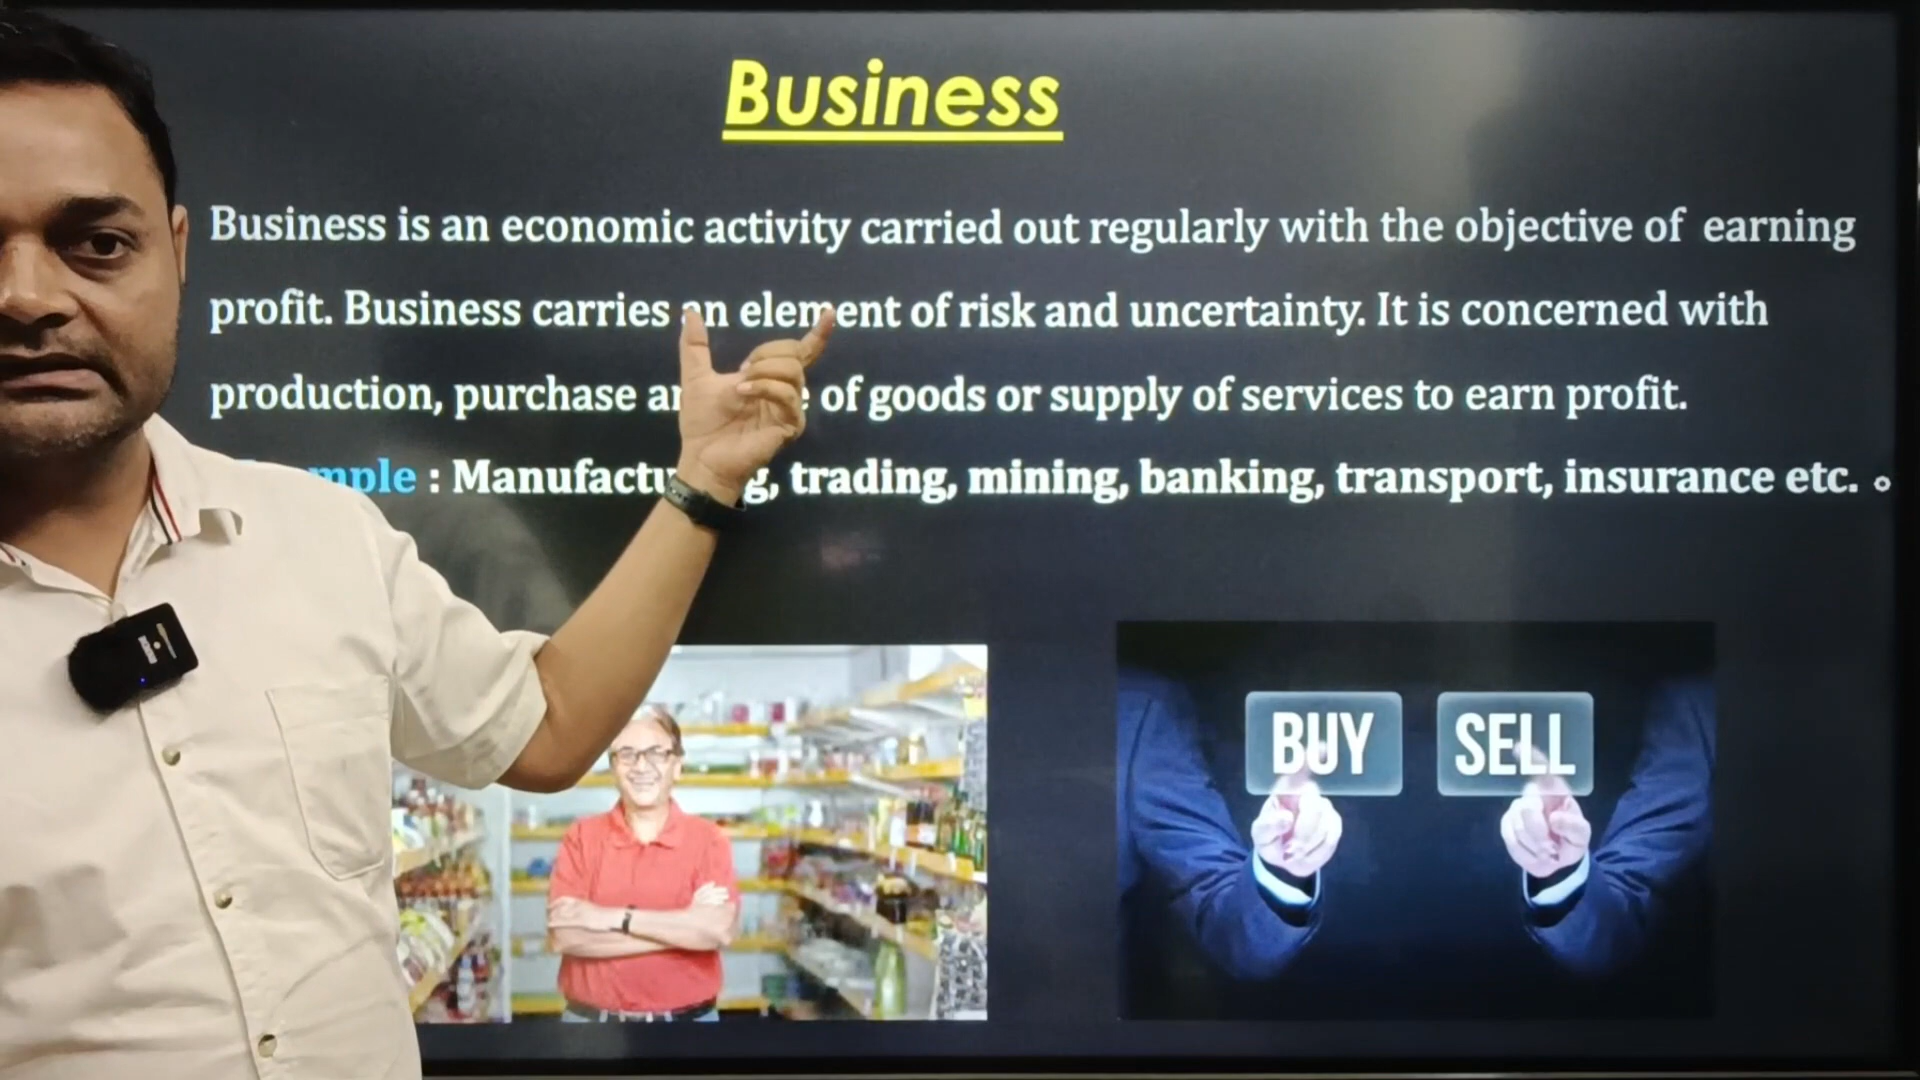 Business
Business is an economic activity carried out regularly with the objective of earning
profit. Business carries an element of risk and uncertainty. It is concerned with
production, purchase of goods or supply of services to earn profit.
: trading, mining, banking, transport, insurance etc.
BUY SELL